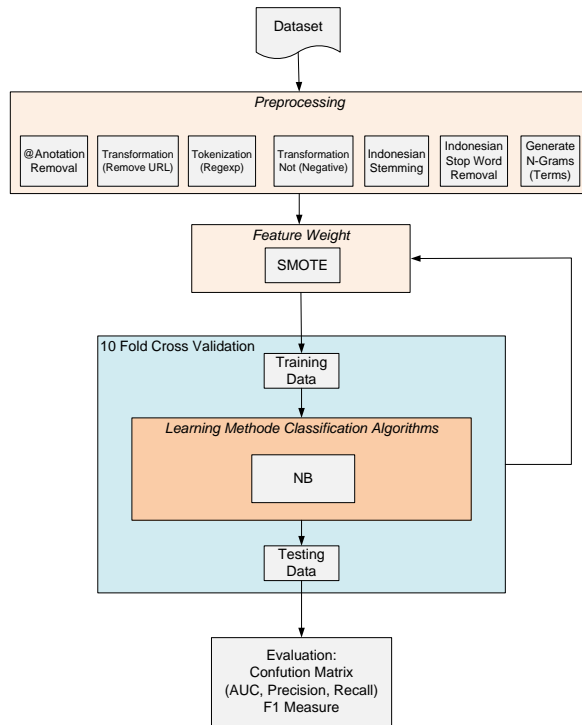 Dataset
Preprocessing
@Anotation
Removal
Transformation
(Remove URL)
Tokenization
(Regexp)
Transformation
Not (Negative)
Indonesian
Stemming
Indonesian
Stop Word
Removal
Generate
N-Grams
(Terms)
Feature Weight
SMOTE
10 Fold Cross Validation
Training
Data
Learning Methode Classification Algorithms
NB
Testing
Data
Evaluation:
Confution Matrix
(AUC, Precision, Recall)
F1 Measure